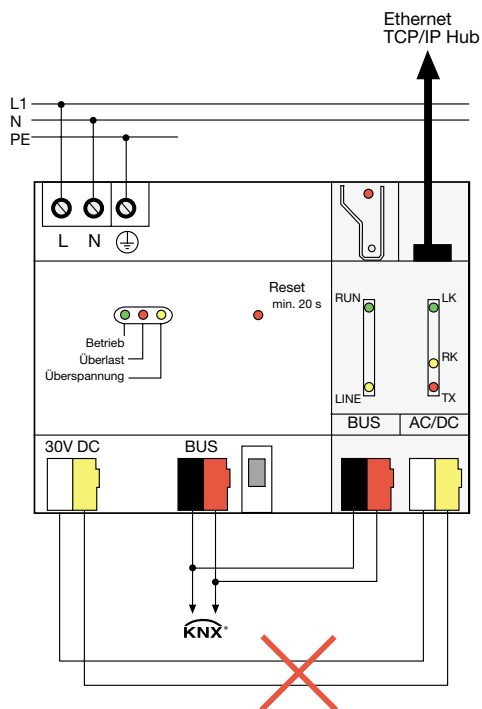 Ethernet
TCP/IP Hub
L1
N
PE
L N
Reset
min. 20 s
RUN
LK
Betrieb
Überlast
Überspannung
RK
LINE
TX
BUS
AC/DC
30V DC
BUS
KNX®